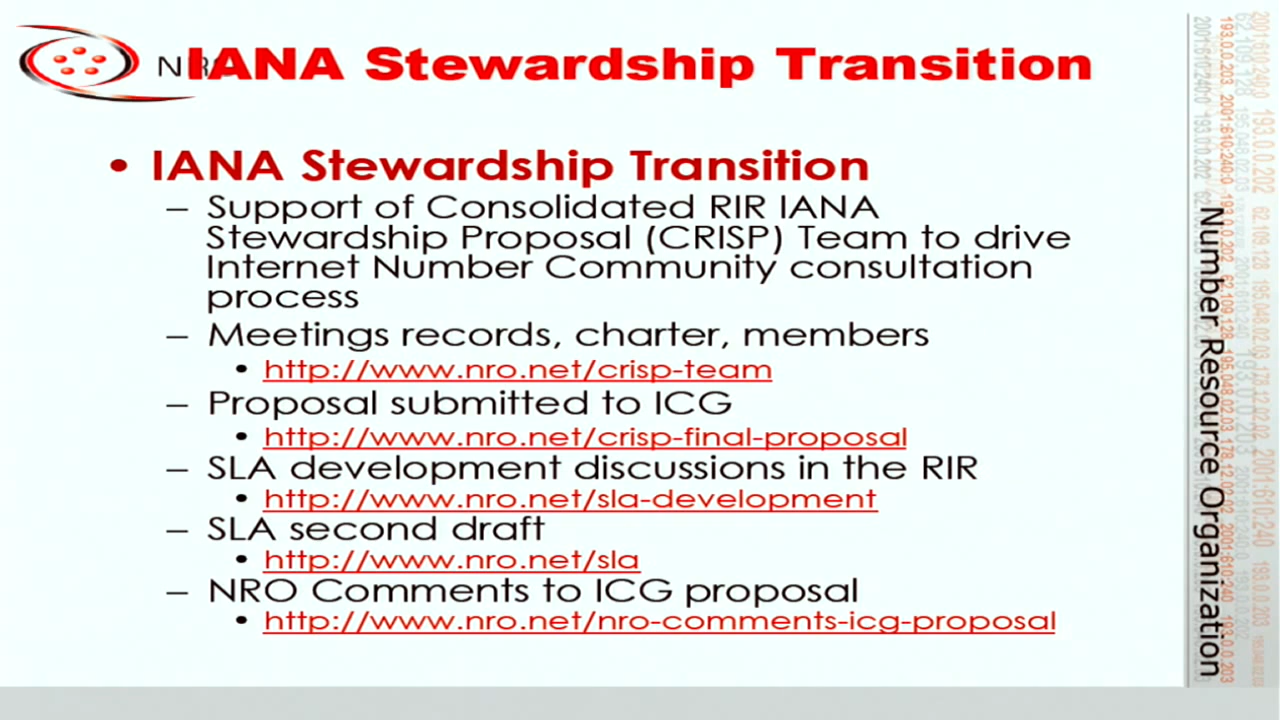 NRO
IANA Stewardship Transition
• IANA Stewardship Transition
– Support of Consolidated RIR IANA
Stewardship Proposal (CRISP) Team to drive
Internet Number Community consultation
process
– Meetings records, charter, members
• http://www.nro.net/crisp-team
– Proposal submitted to ICG
• http://www.nro.net/crisp-final-proposal
– SLA development discussions in the RIR
• http://www.nro.net/sla-development
– SLA second draft
• http://www.nro.net/sla
– NRO Comments to ICG proposal
• http://www.nro.net/nro-comments-icg-proposal
Number Resource Organization